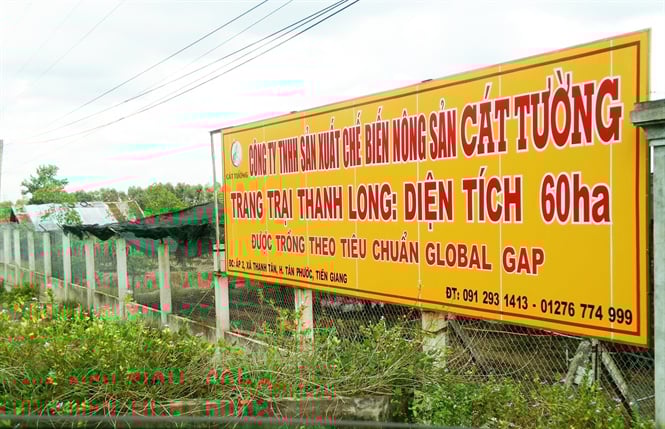 CÔNG TY TNHH SẢN XUẤT CHẾ BIẾN NÔNG SẢN CÁT TƯỜNG
CÁT TƯỜNG
TRANG TRẠI THANH LONG: DIỆN TÍCH 60ha
ĐƯỢC TRỒNG THEO TIÊU CHUẨN GLOBAL GAP
ĐC: ẤP 2, XÃ THẠNH TÂN, H. TÂN PHƯỚC, TIỀN GIANG
ĐT: 091 293 1413 - 01276 774 999